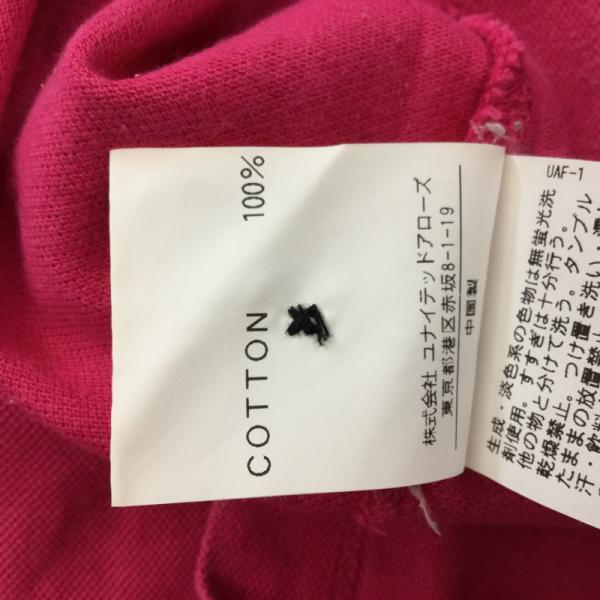 COTTON 100%
株式会社 ユナイテッドアローズ
東京都港区赤坂8-1-19
中国製
UAF-1
生成・淡色系の色物は無蛍光洗
剤使用。すすぎは十分行う。
他の物と分けて洗う。タンブル
乾燥禁止。つけ置き洗い・濡れ
たままの放置禁止
汗・飲料